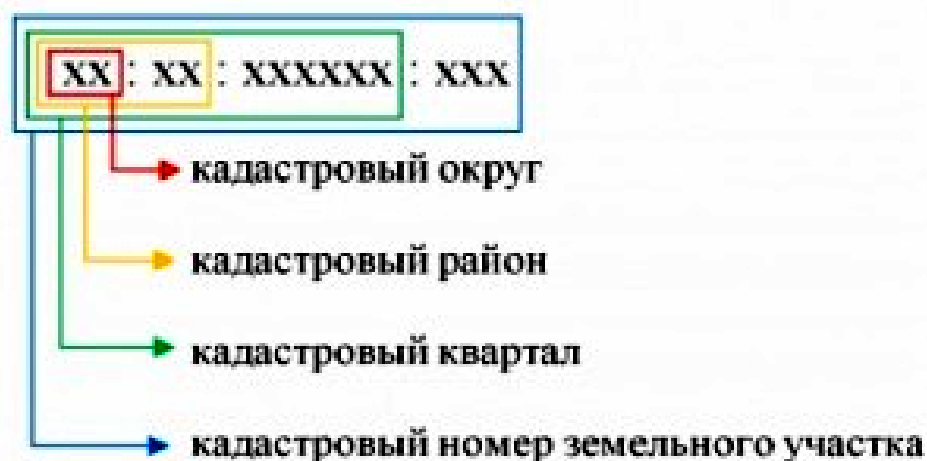 xx : xx : xxxxxx : xxx
кадастровый округ
кадастровый район
кадастровый квартал
кадастровый номер земельного участка